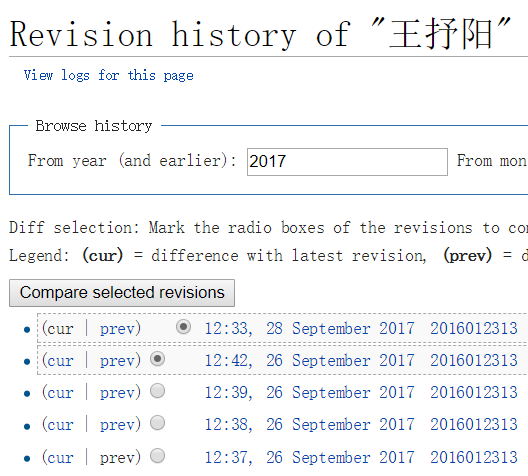 Revision history of "王抒阳"
View logs for this page
Browse history
From year (and earlier): 2017 From mon
Diff selection: Mark the radio boxes of the revisions to co
Legend: (cur) = difference with latest revision, (prev) = d
Compare selected revisions
(cur | prev) 12:33, 28 September 2017 2016012313
(cur | prev) 12:42, 26 September 2017 2016012313
(cur | prev) 12:39, 26 September 2017 2016012313
(cur | prev) 12:38, 26 September 2017 2016012313
(cur | prev) 12:37, 26 September 2017 2016012313